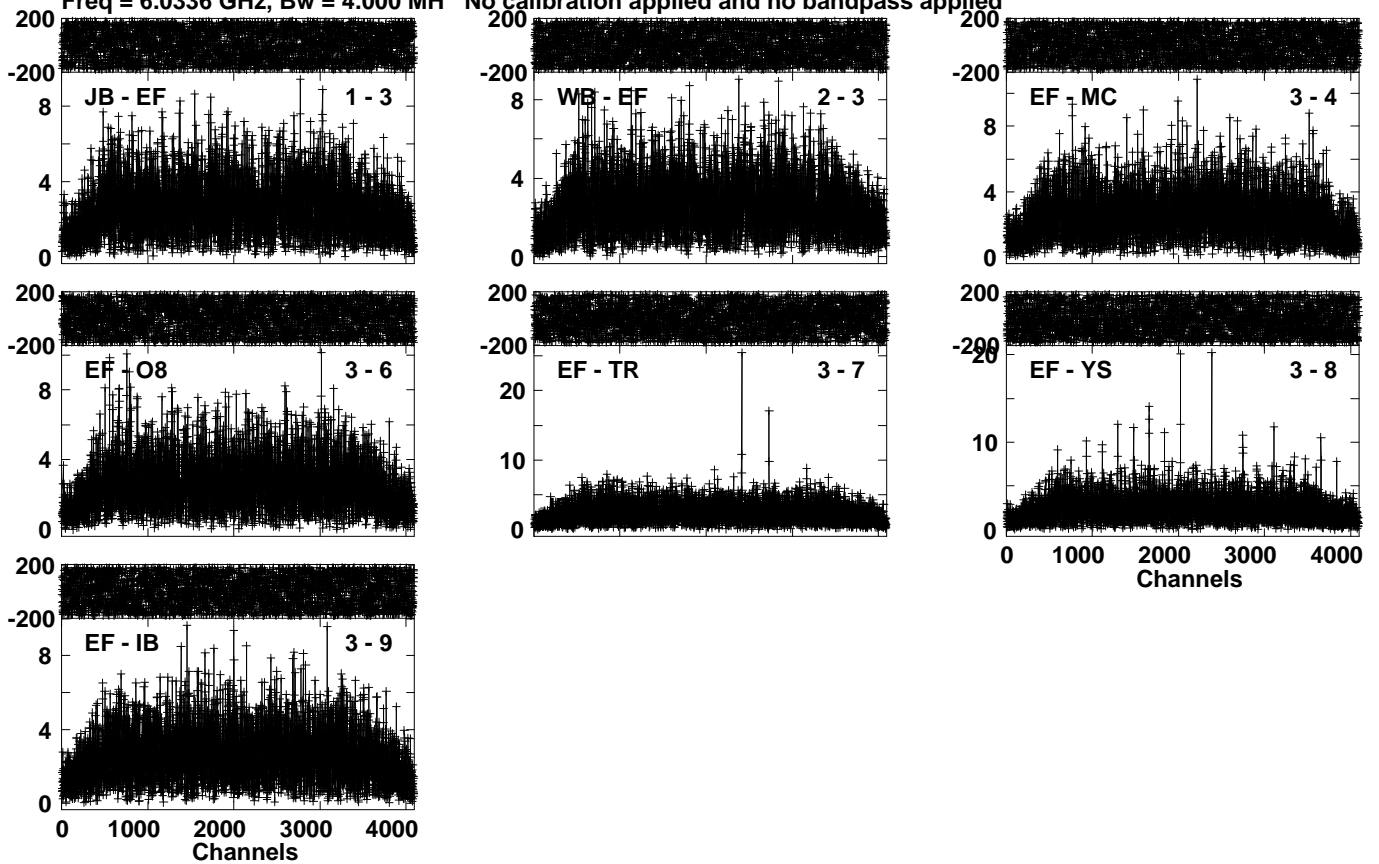 Freq = 6.0336 GHz, Bw = 4.000 MH No calibration applied and no bandpass applied
200
-200
JB - EF 1 - 3
8
4
0
200
-200
WB - EF 2 - 3
8
4
0
200
-200
EF - MC 3 - 4
8
4
0
200
-200
EF - O8 3 - 6
8
4
0
200
-200
EF - TR 3 - 7
20
10
0
200
-200
EF - YS 3 - 8
20
10
0
0 1000 2000 3000 4000
Channels
200
-200
EF - IB 3 - 9
8
4
0
0 1000 2000 3000 4000
Channels